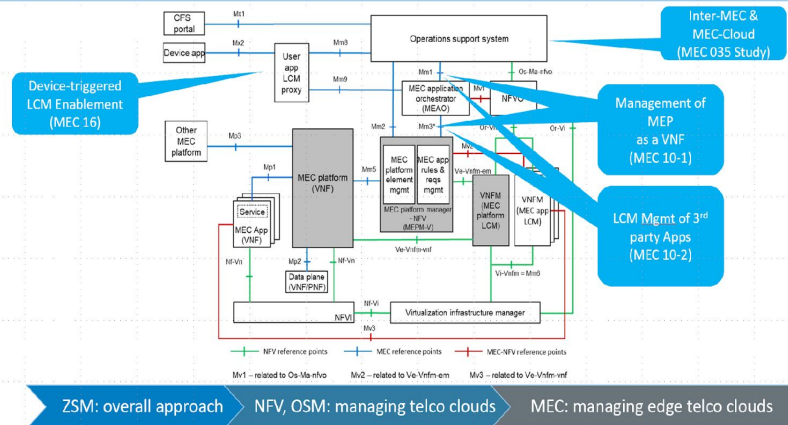 CFS
portal
Mt1
Device app
Mx2
User
app
LCM
proxy
Mm8
Mm9
Operations support system
Inter-MEC &
MEC-Cloud
(MEC 035 Study)
Device-triggered
LCM Enablement
(MEC 16)
Mm1
Os-Ma-nfvo
MEC application
orchestrator
(MEAO)
Mv1
NFVO
Management of
MEP
as a VNF
(MEC 10-1)
Mm2
Mm3*
Or-Vi
Other
MEC
platform
Mp3
MEC platform
(VNF)
Mp1
Mm5
MEC
platform
element
mgmt
MEC app
rules &
reqs
mgmt
MEC platform manager
- NFV
(MEPM-V)
Ve-Vnfm-em
VNFM
(MEC
platform
LCM)
VNFM
(MEC app
LCM)
LCM Mgmt of 3rd
party Apps
(MEC 10-2)
Service
MEC App
(VNF)
Ve-Vnfm-vnf
Nf-Vn
Mp2
Nf-Vn
Data plane
(VNF/PNF)
Vi-Vnfm = Mm6
NFVI
Nf-Vi
Virtualization infrastructure manager
Mv3
NFV reference points
MEC reference points
MEC-NFV reference points
Mv1 – related to Os-Ma-nfvo
Mv2 – related to Ve-Vnfm-em
Mv3 – related to Ve-Vnfm-vnf
ZSM: overall approach
NFV, OSM: managing telco clouds
MEC: managing edge telco clouds